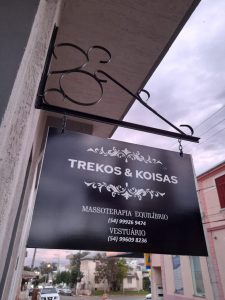 TREKOS & KOISAS
MASSOTERAPIA EQUILÍBRIO
(54) 99926 9474
VESTUÁRIO
(54) 99609 8236